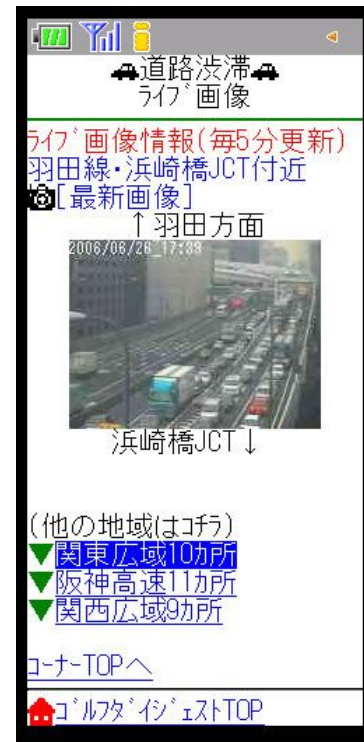 道路渋滞
ﾗｲﾌﾞ画像
ﾗｲﾌﾞ画像情報(毎5分更新)
羽田線･浜崎橋JCT付近
[最新画像]
↑羽田方面
2006/06/26 17:39
浜崎橋JCT↓
(他の地域はｺﾁﾗ)
▼関東広域10ｶ所
▼阪神高速11ｶ所
▼関西広域9ｶ所
ｺｰﾅｰTOPへ
ｺﾞﾙﾌﾀﾞｲｼﾞｪｽﾄTOP